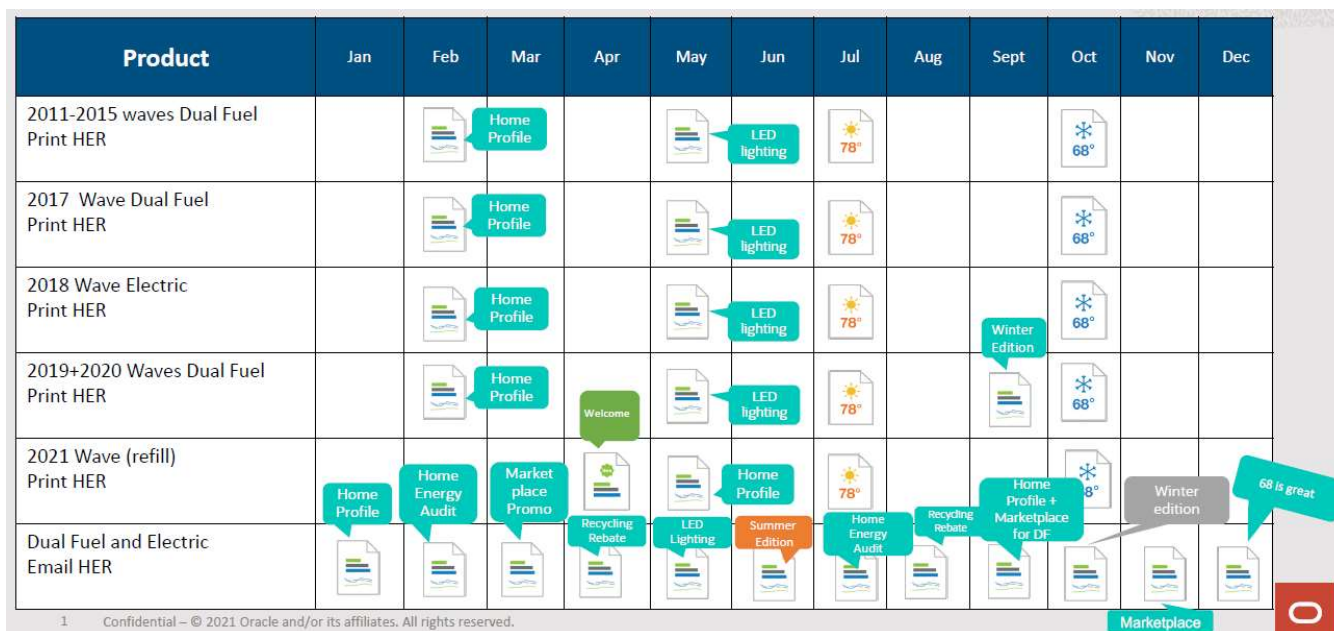 Product Jan Feb Mar Apr May Jun Jul Aug Sept Oct Nov Dec
2011-2015 waves Dual Fuel
Print HER
Home
Profile
LED
lighting
78°
68°
2017 Wave Dual Fuel
Print HER
Home
Profile
LED
lighting
78°
68°
2018 Wave Electric
Print HER
Home
Profile
LED
lighting
78°
68°
Winter
Edition
2019+2020 Waves Dual Fuel
Print HER
Home
Profile
Welcome
LED
lighting
78°
68°
2021 Wave (refill)
Print HER
Home
Profile
Home
Energy
Audit
Market
place
Promo
Home
Profile
78°
8°
Home
Profile +
Marketplace
for DF
Winter
edition
68 is great
Dual Fuel and Electric
Email HER
Recycling
Rebate
LED
Lighting
Summer
Edition
Home
Energy
Audit
Recycling
Rebate
Marketplace
1 Confidential – © 2021 Oracle and/or its affiliates. All rights reserved.